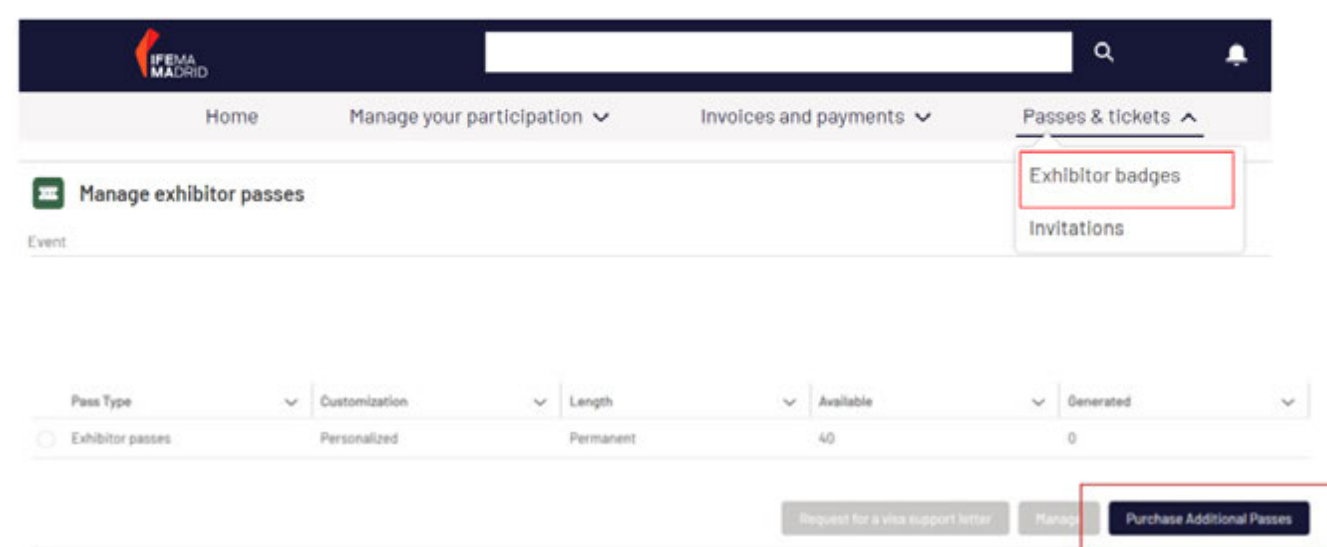 IFEMA
MADRID
Home Manage your participation Invoices and payments Passes & tickets
Exhibitor badges
Manage exhibitor passes
Invitations
Event
Pass Type Customization Length Available Generated
Exhibitor passes Personalized Permanent 40 0
Request for a visa support letter Manage Purchase Additional Passes